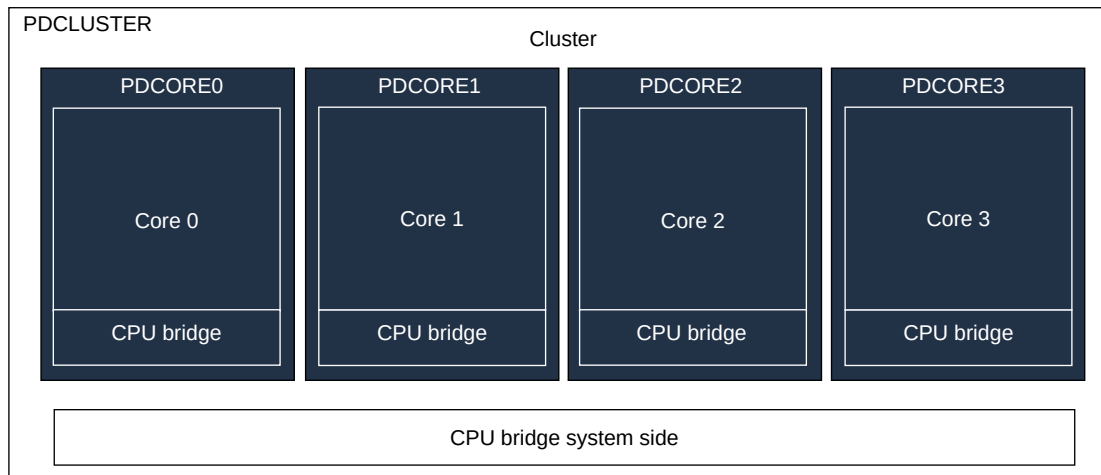 PDCLUSTER
Cluster
PDCORE0 PDCORE1 PDCORE2 PDCORE3
Core 0 Core 1 Core 2 Core 3
CPU bridge CPU bridge CPU bridge CPU bridge
CPU bridge system side